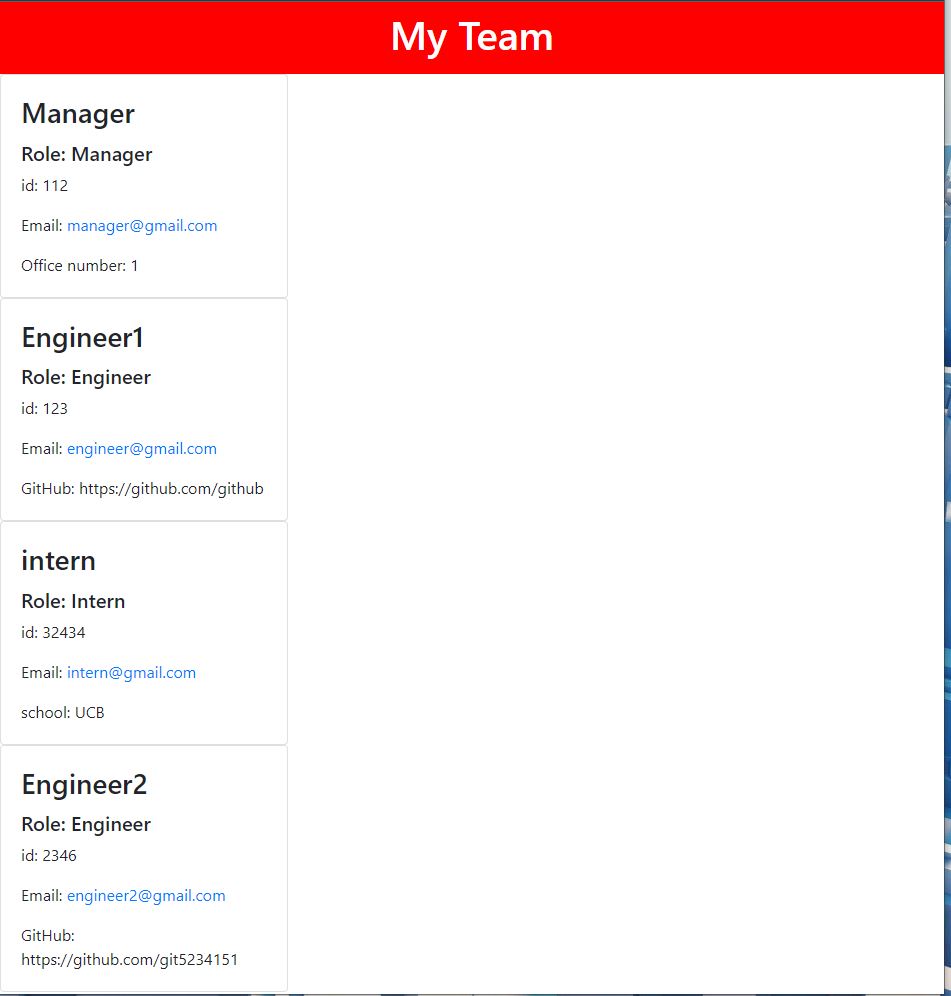 My Team
Manager
Role: Manager
id: 112
Email: manager@gmail.com
Office number: 1
Engineer1
Role: Engineer
id: 123
Email: engineer@gmail.com
GitHub: https://github.com/github
intern
Role: Intern
id: 32434
Email: intern@gmail.com
school: UCB
Engineer2
Role: Engineer
id: 2346
Email: engineer2@gmail.com
GitHub:
https://github.com/git5234151